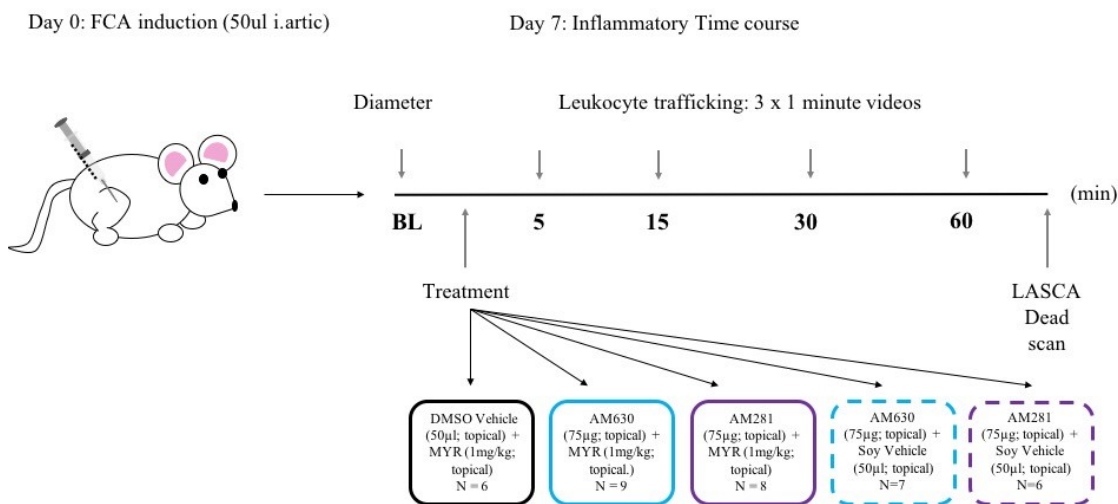 Day 0: FCA induction (50ul i.artic)
Day 7: Inflammatory Time course
Diameter
Leukocyte trafficking: 3 x 1 minute videos
(min)
BL
5
15
30
60
Treatment
LASCA
Dead
scan
DMSO Vehicle
(50µl; topical) +
MYR (1mg/kg;
topical)
N = 6
AM630
(75µg; topical) +
MYR (1mg/kg;
topical.)
N = 9
AM281
(75µg; topical) +
MYR (1mg/kg;
topical)
N = 8
AM630
(75µg; topical) +
Soy Vehicle
(50µl; topical)
N=7
AM281
(75µg; topical) +
Soy Vehicle
(50µl; topical)
N=6